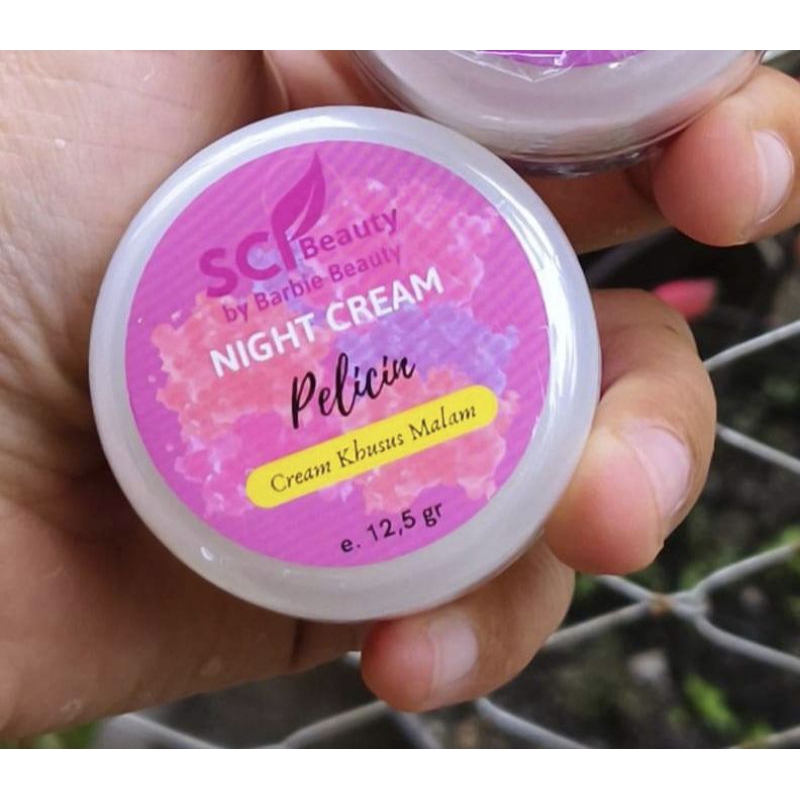 SCI Beauty
by Barbie Beauty
NIGHT CREAM
Pelicin
Cream Khusus Malam
e. 12,5 gr